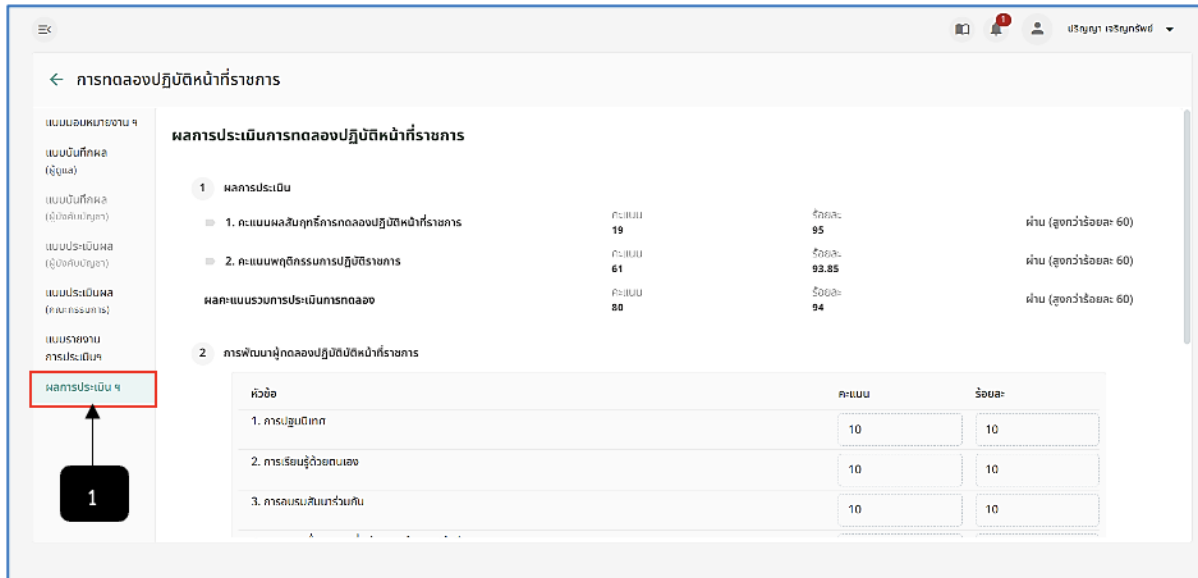 1
ปริญญา เจริญทรัพย์
การทดลองปฏิบัติหน้าที่ราชการ
แบบมอบหมายงาน ฯ
แบบบันทึกผล
(ผู้ดูแล)
แบบบันทึกผล
(ผู้บังคับบัญชา)
แบบประเมินผล
(ผู้บังคับบัญชา)
แบบประเมินผล
(คณะกรรมการ)
แบบรายงาน
การประเมินฯ
ผลการประเมิน ฯ
1
ผลการประเมินการทดลองปฏิบัติหน้าที่ราชการ
1 ผลการประเมิน
1. คะแนนผลสัมฤทธิ์การทดลองปฏิบัติหน้าที่ราชการ คะแนน ร้อยละ ผ่าน (สูงกว่าร้อยละ 60)
19 95
2. คะแนนพฤติกรรมการปฏิบัติราชการ คะแนน ร้อยละ ผ่าน (สูงกว่าร้อยละ 60)
61 93.85
ผลคะแนนรวมการประเมินการทดลอง คะแนน ร้อยละ ผ่าน (สูงกว่าร้อยละ 60)
80 94
2 การพัฒนาผู้ทดลองปฏิบัติบัติหน้าที่ราชการ
หัวข้อ คะแนน ร้อยละ
1. การปฐมนิเทศ 10 10
2. การเรียนรู้ด้วยตนเอง 10 10
3. การอบรมสัมนาร่วมกัน 10 10